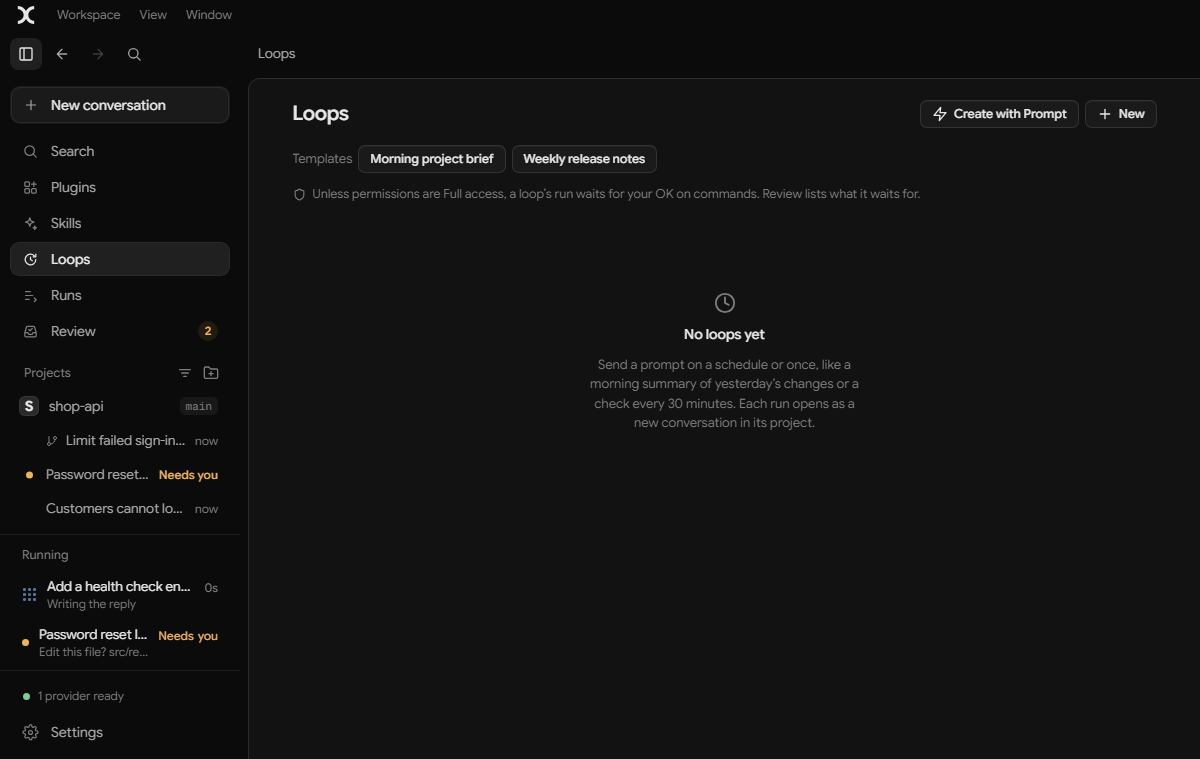 Workspace View Window
Loops
New conversation
Search
Plugins
Skills
Loops
Runs
Review 2
Projects
S shop-api main
Limit failed sign-in... now
Password reset... Needs you
Customers cannot lo... now
Running
Add a health check en... 0s
Writing the reply
Password reset l... Needs you
Edit this file? src/re...
1 provider ready
Settings
Loops
Create with Prompt
New
Templates Morning project brief Weekly release notes
Unless permissions are Full access, a loop's run waits for your OK on commands. Review lists what it waits for.
No loops yet
Send a prompt on a schedule or once, like a
morning summary of yesterday's changes or a
check every 30 minutes. Each run opens as a
new conversation in its project.